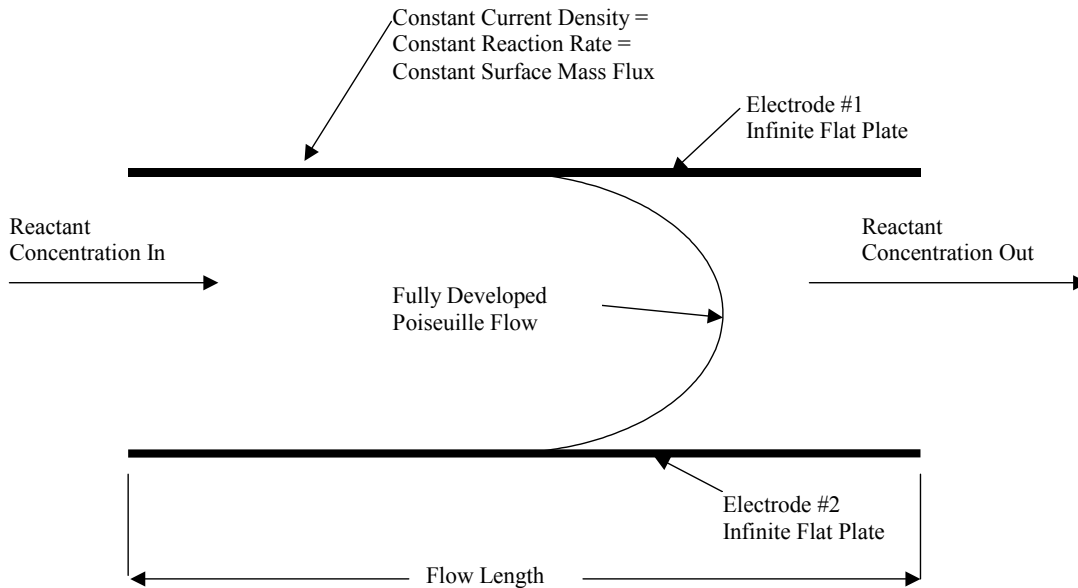 Constant Current Density =
Constant Reaction Rate =
Constant Surface Mass Flux
Electrode #1
Infinite Flat Plate
Reactant
Concentration In
Reactant
Concentration Out
Fully Developed
Poiseuille Flow
Electrode #2
Infinite Flat Plate
Flow Length